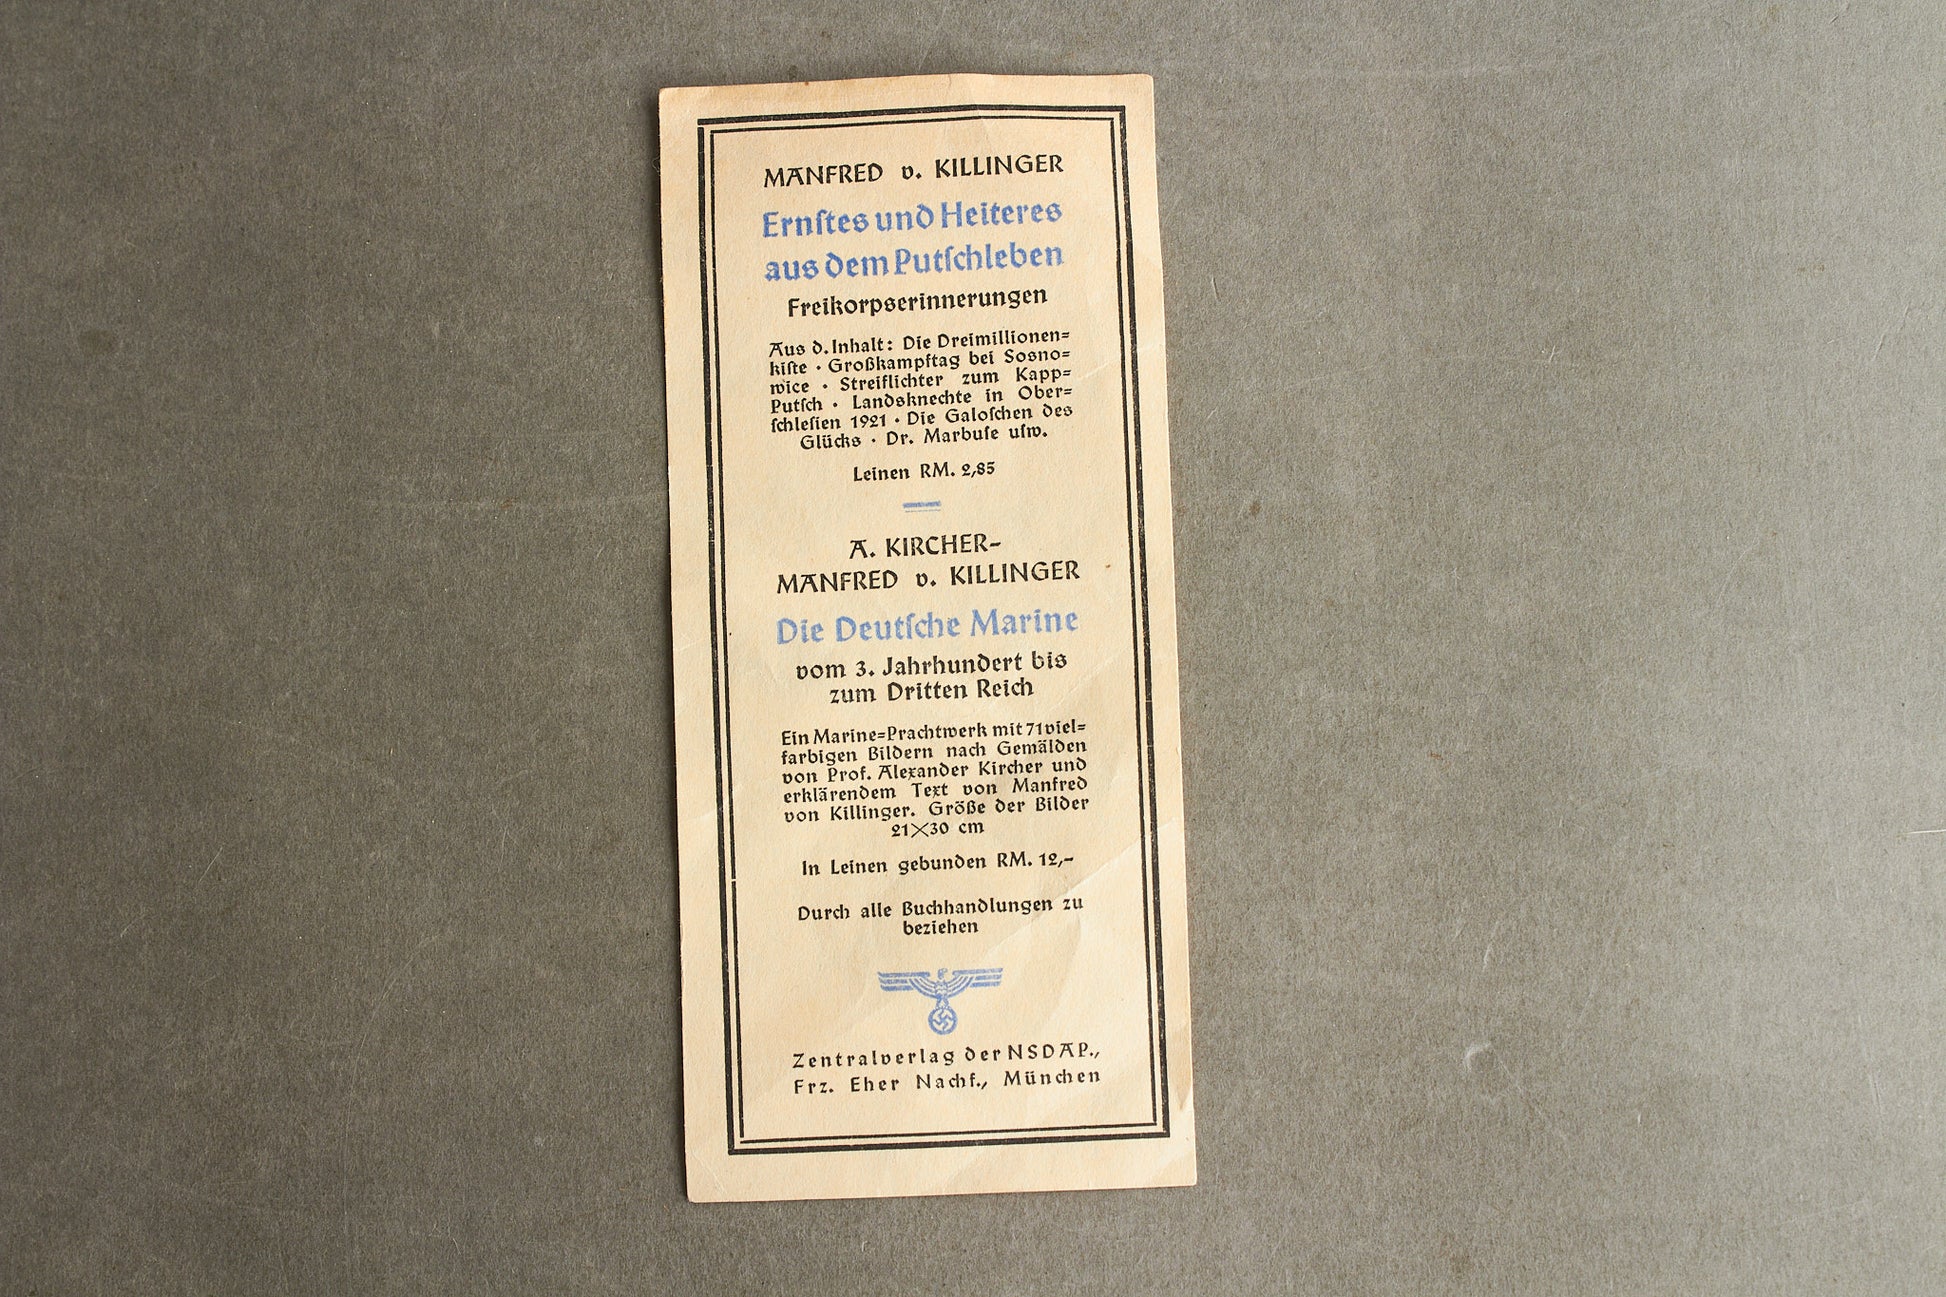 MANFRED v. KILLINGER
Ernſtes und Heiteres
aus dem Putſchleben
Freikorpserinnerungen
Aus d. Inhalt: Die Dreimillionen=
kiſte · Großkampftag bei Sosno=
wice · Streiflichter zum Kapp=
Putſch · Landsknechte in Ober=
ſchleſien 1921 · Die Galoſchen des
Glücks · Dr. Marbuſe uſw.
Leinen RM. 2,85
A. KIRCHER-
MANFRED v. KILLINGER
Die Deutſche Marine
vom 3. Jahrhundert bis
zum Dritten Reich
Ein Marine=Prachtwerk mit 71 viel=
farbigen Bildern nach Gemälden
von Prof. Alexander Kircher und
erklärendem Text von Manfred
von Killinger. Größe der Bilder
21×30 cm
In Leinen gebunden RM. 12,–
Durch alle Buchhandlungen zu
beziehen
Zentralverlag der NSDAP.,
Frz. Eher Nachf., München